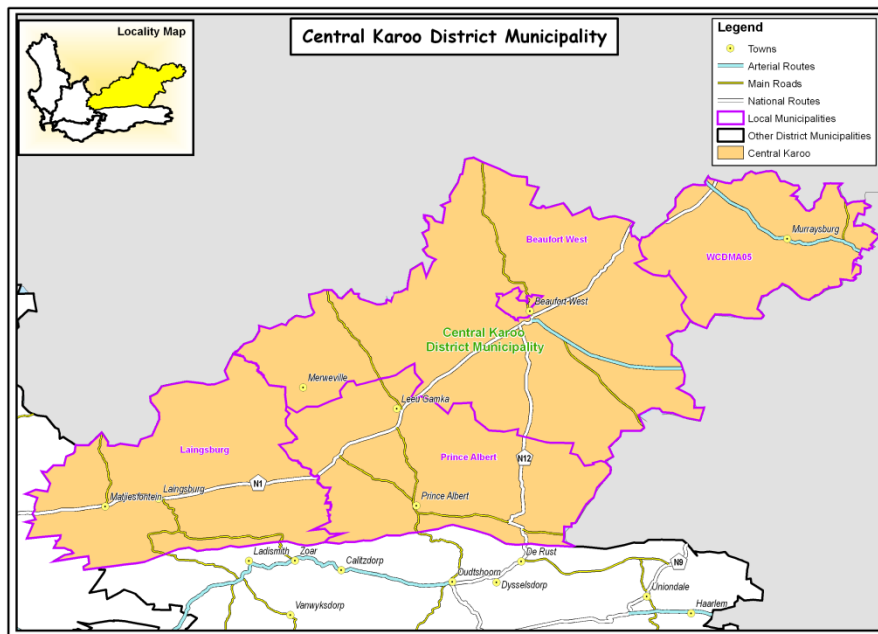 Locality Map
Central Karoo District Municipality
Legend
Towns
Arterial Routes
Main Roads
National Routes
Local Municipalities
Other District Municipalities
Central Karoo
Beaufort West
Murraysburg
WCDMA05
Beaufort-West
Central Karoo
District Municipality
Merweville
Leeu Gamka
Laingsburg
Prince Albert
N12
Laingsburg
N1
Matjiesfontein
Prince Albert
Ladismith
Zoar
De Rust
Calitzdorp
N9
Oudtshoorn
Dysselsdorp
Uniondale
Vanwyksdorp
Haarlem